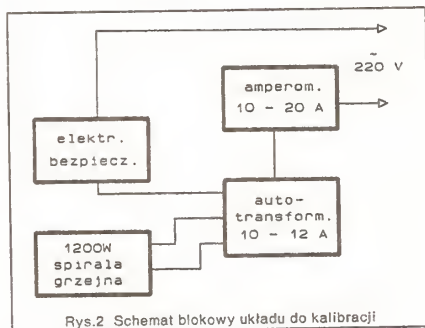 ~
220 V
amperom.
10 - 20 A
elektr.
bezpiecz.
auto-
transform.
10 - 12 A
1200W
spirala
grzejna
Rys.2 Schemat blokowy układu do kalibracji